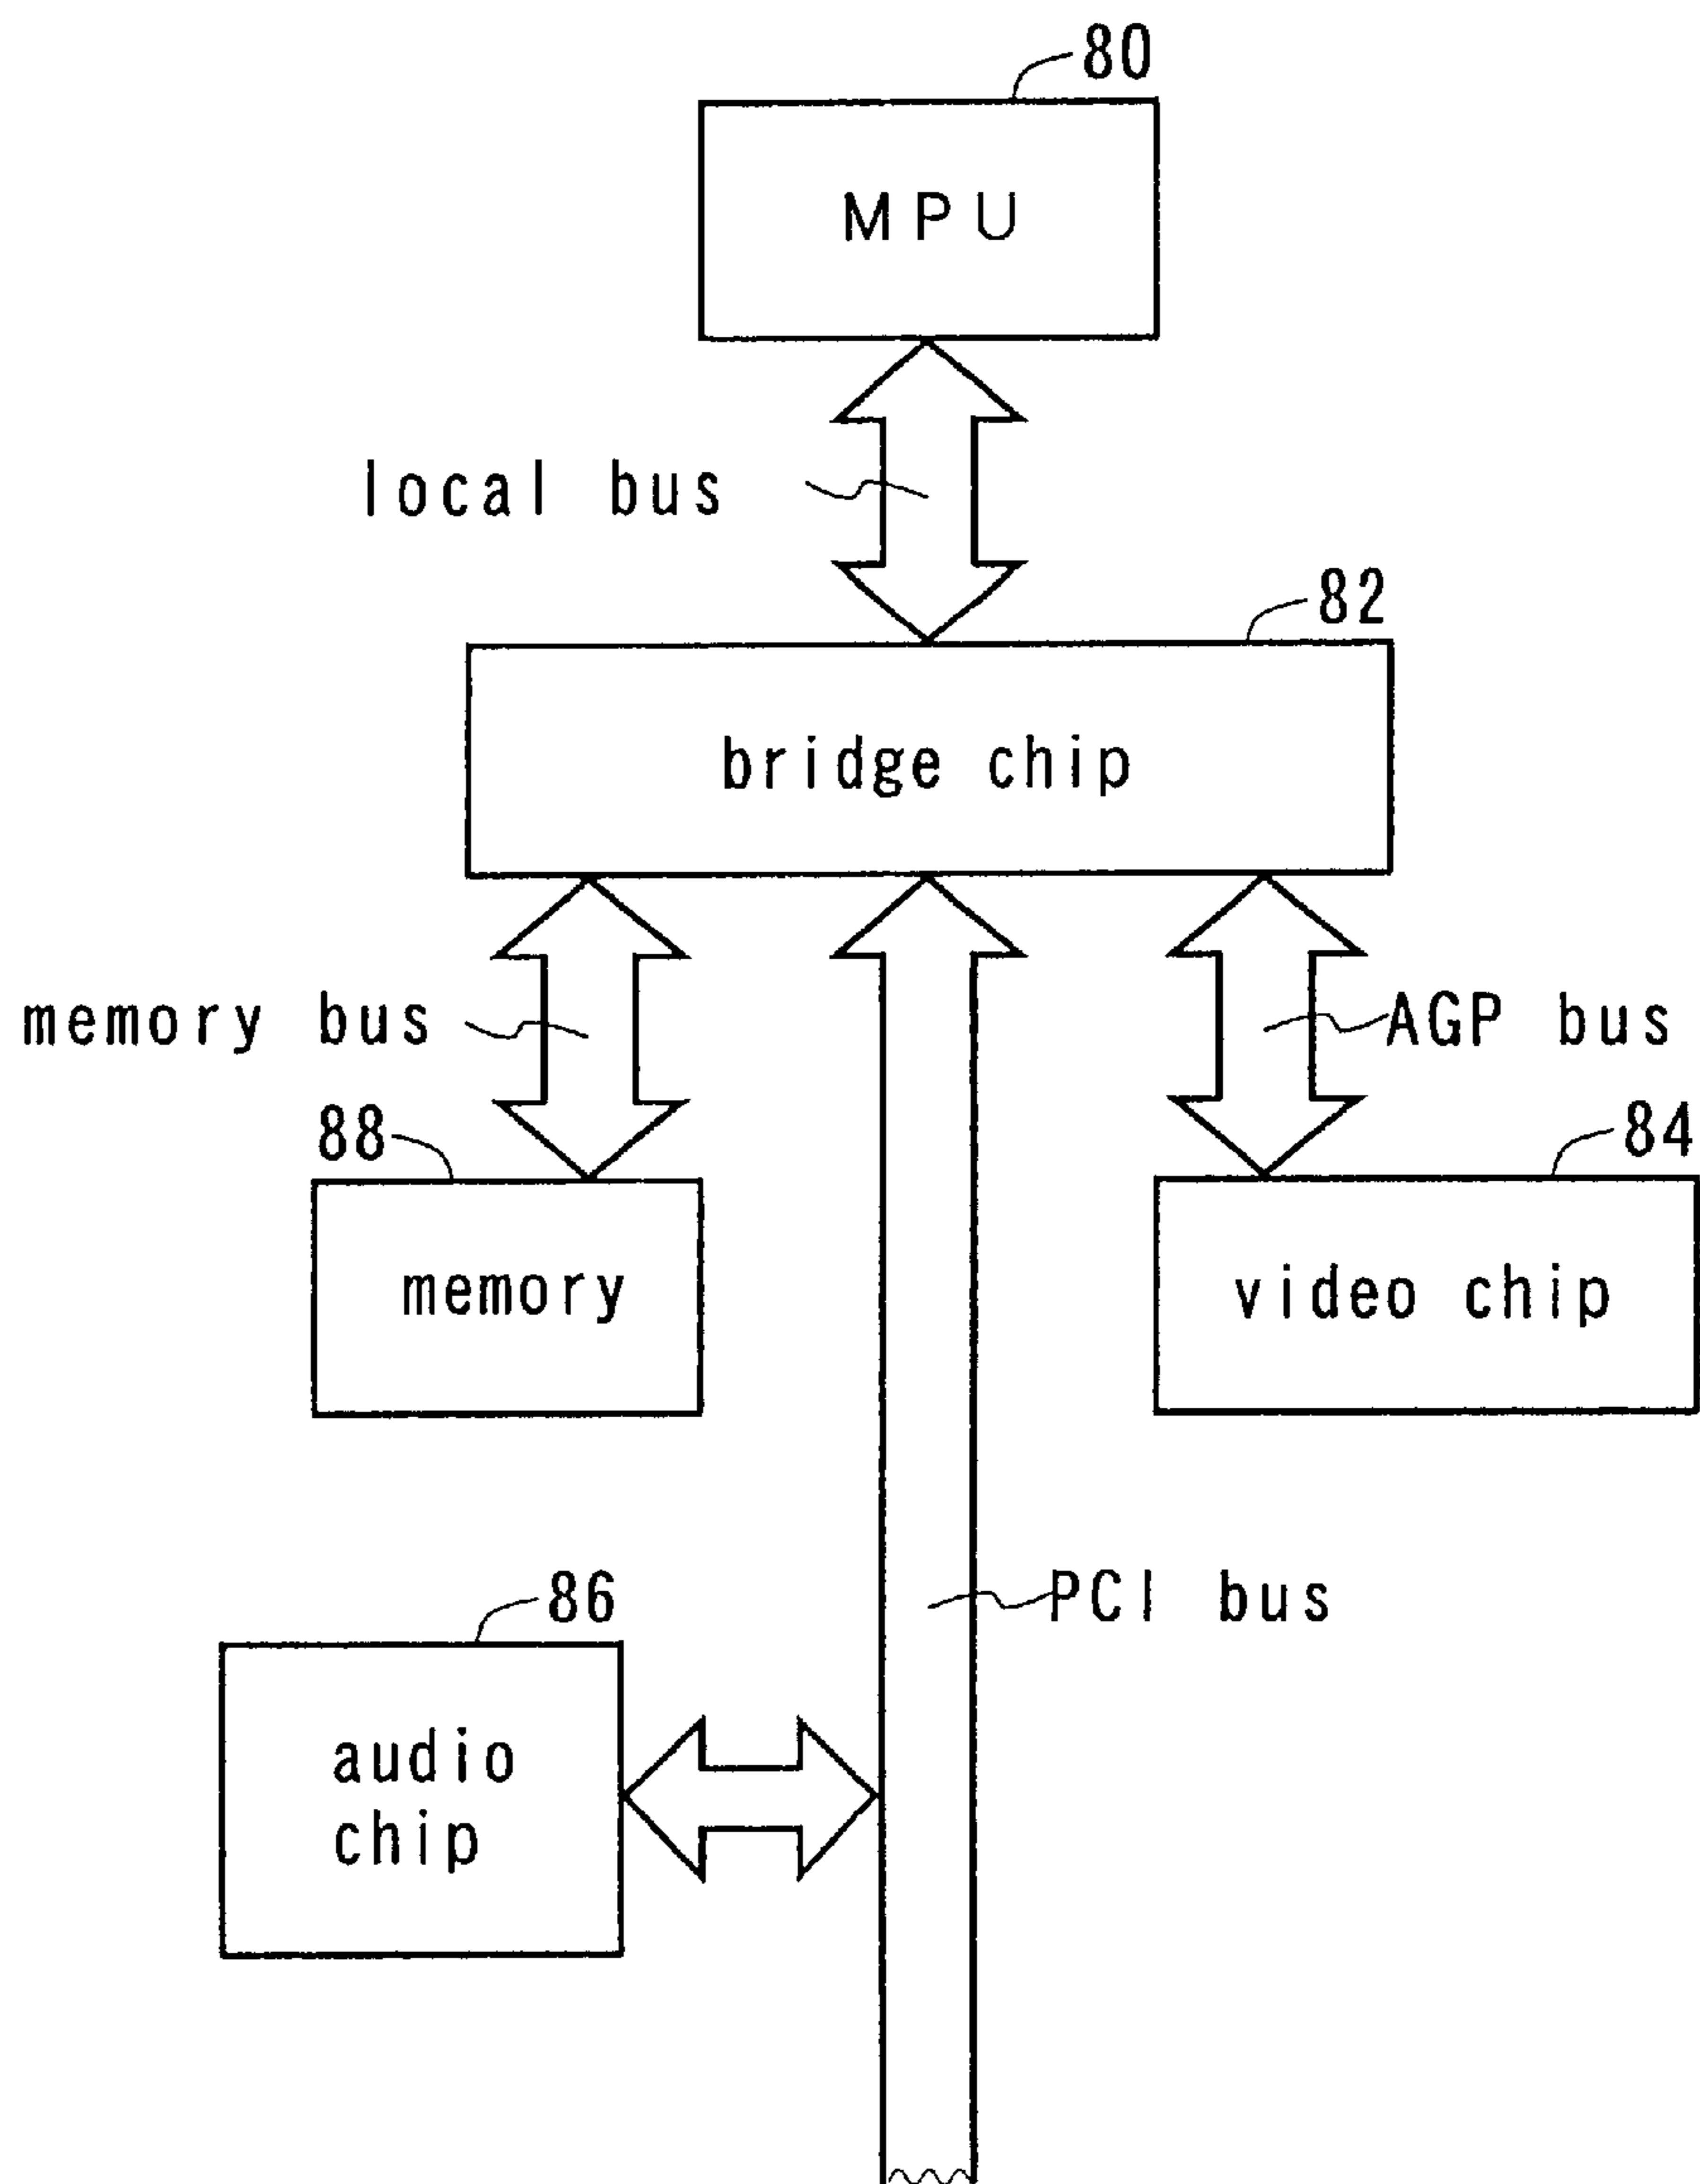 80
MPU
local bus
82
bridge chip
memory bus
AGP bus
88
84
memory
video chip
PCI bus
86
audio
chip